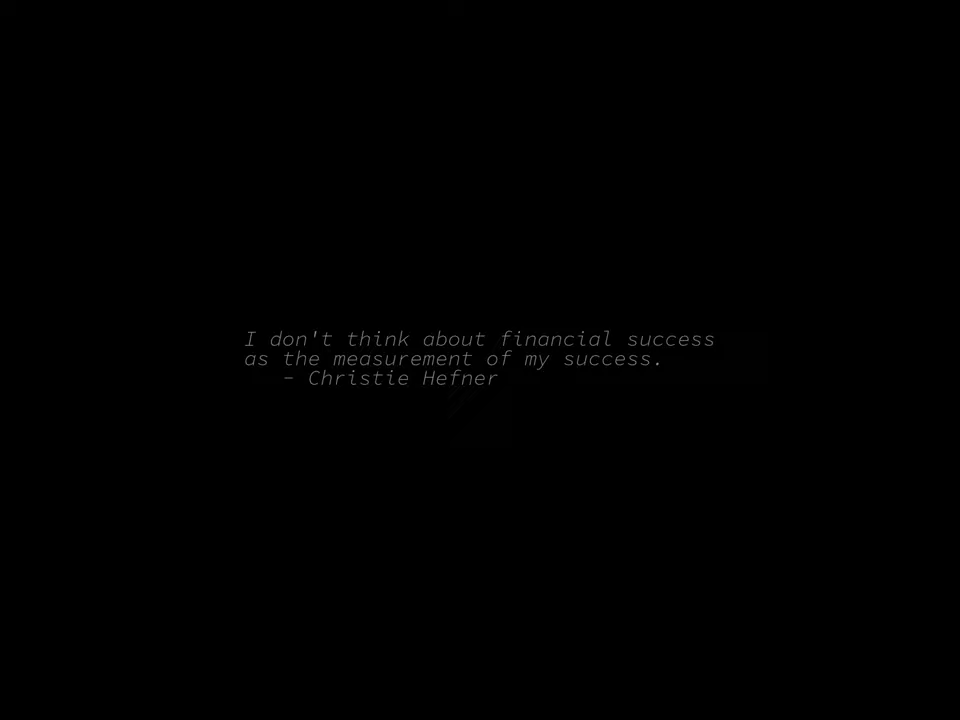 I don't think about financial success
as the measurement of my success.
- Christie Hefner